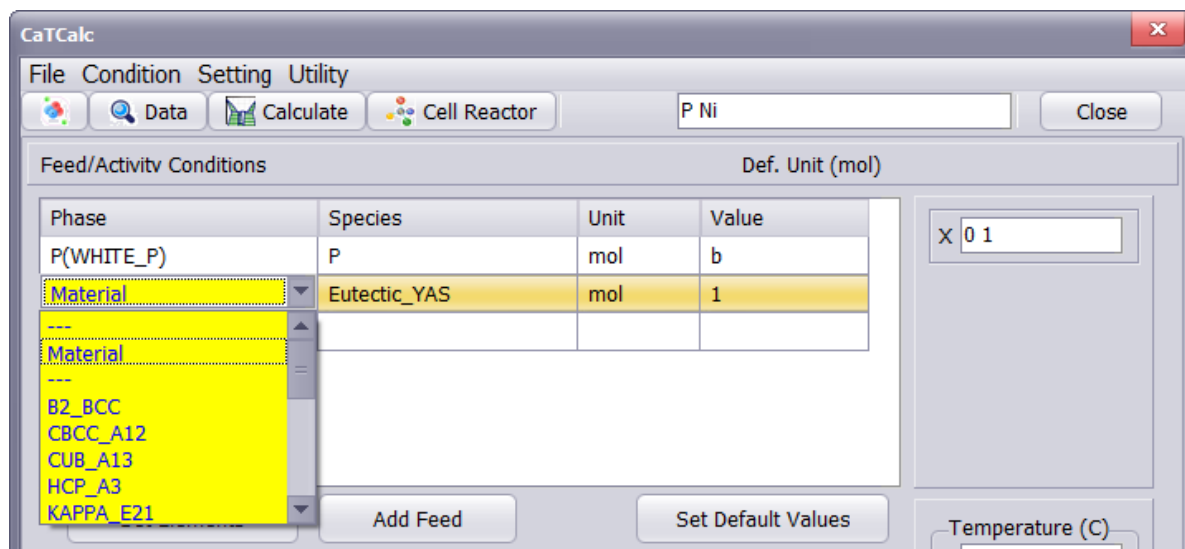 CaTCalc
File Condition Setting Utility
Data Calculate Cell Reactor P Ni Close
Feed/Activity Conditions Def. Unit (mol)
Phase Species Unit Value
X 0 1
P(WHITE_P) P mol b
Material Eutectic_YAS mol 1
---
Material
---
B2_BCC
CBCC_A12
CUB_A13
HCP_A3
KAPPA_E21
Add Feed Set Default Values
Temperature (C)